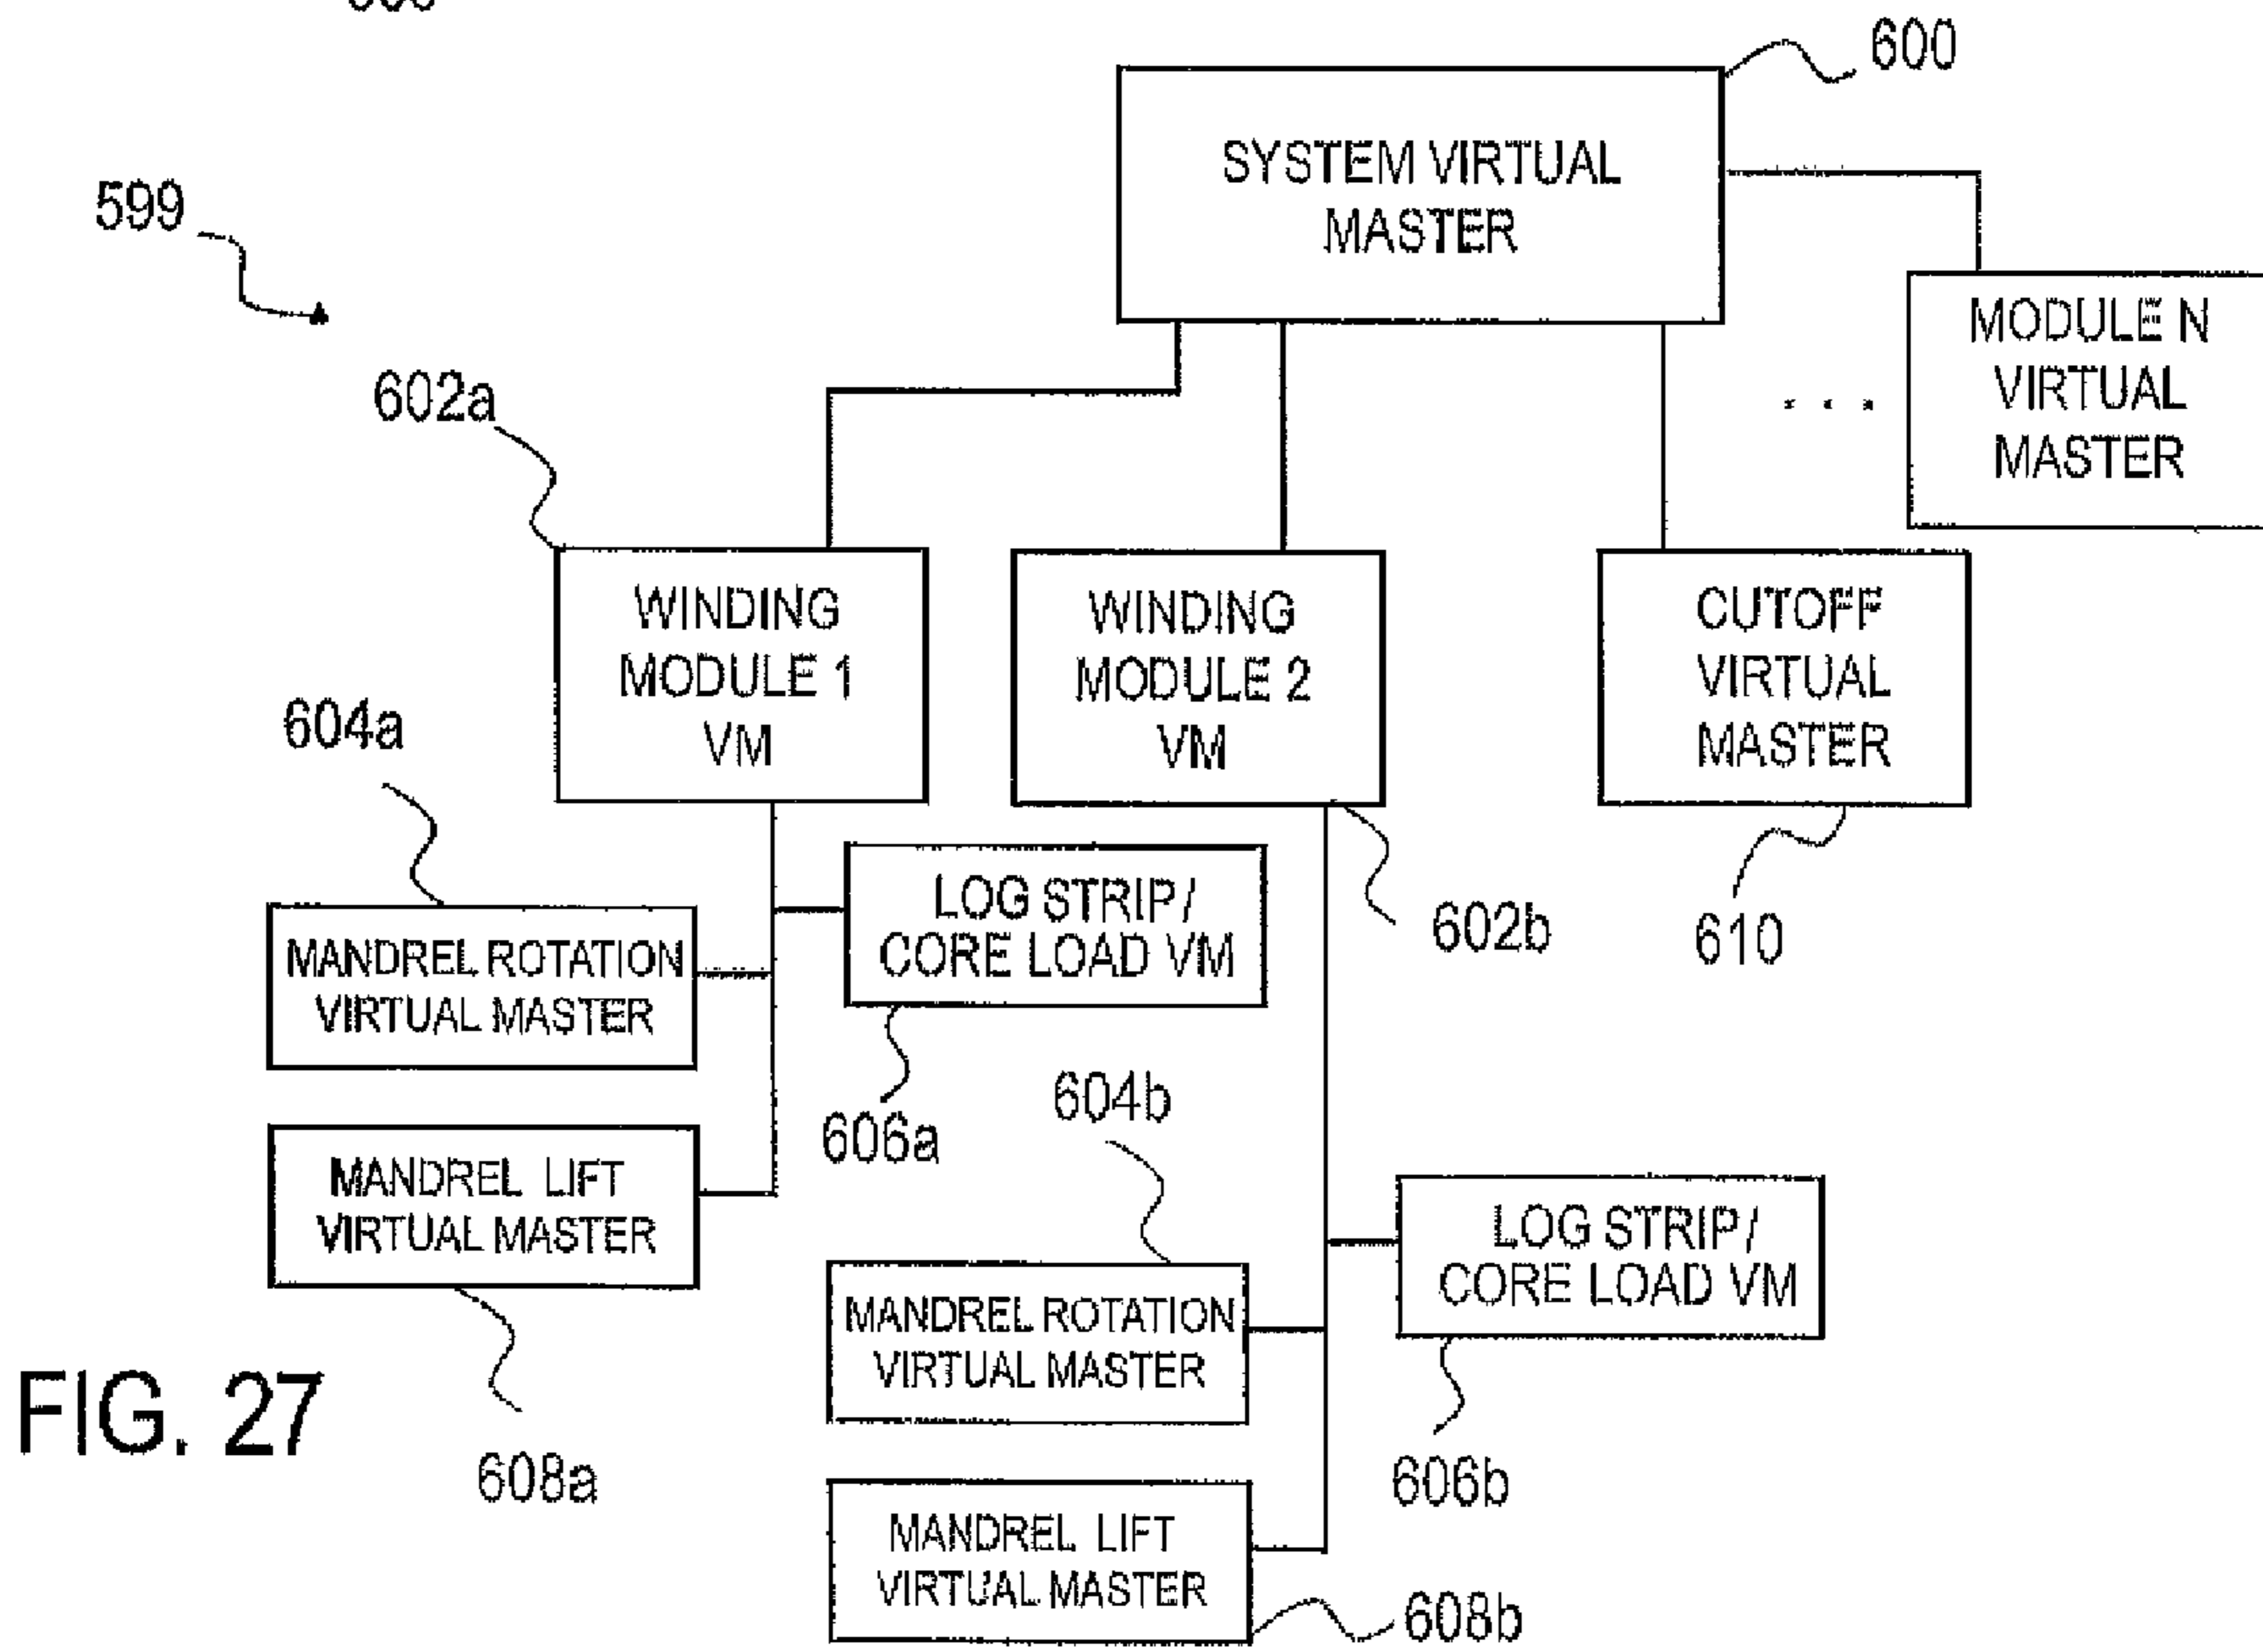 600
SYSTEM VIRTUAL
MASTER
599
MODULE N
VIRTUAL
MASTER
. . .
602a
WINDING
MODULE 1
VM
WINDING
MODULE 2
VM
CUTOFF
VIRTUAL
MASTER
604a
LOG STRIP/
CORE LOAD VM
602b
610
MANDREL ROTATION
VIRTUAL MASTER
606a
604b
MANDREL LIFT
VIRTUAL MASTER
LOG STRIP/
CORE LOAD VM
MANDREL ROTATION
VIRTUAL MASTER
FIG. 27
608a
606b
MANDREL LIFT
VIRTUAL MASTER
608b